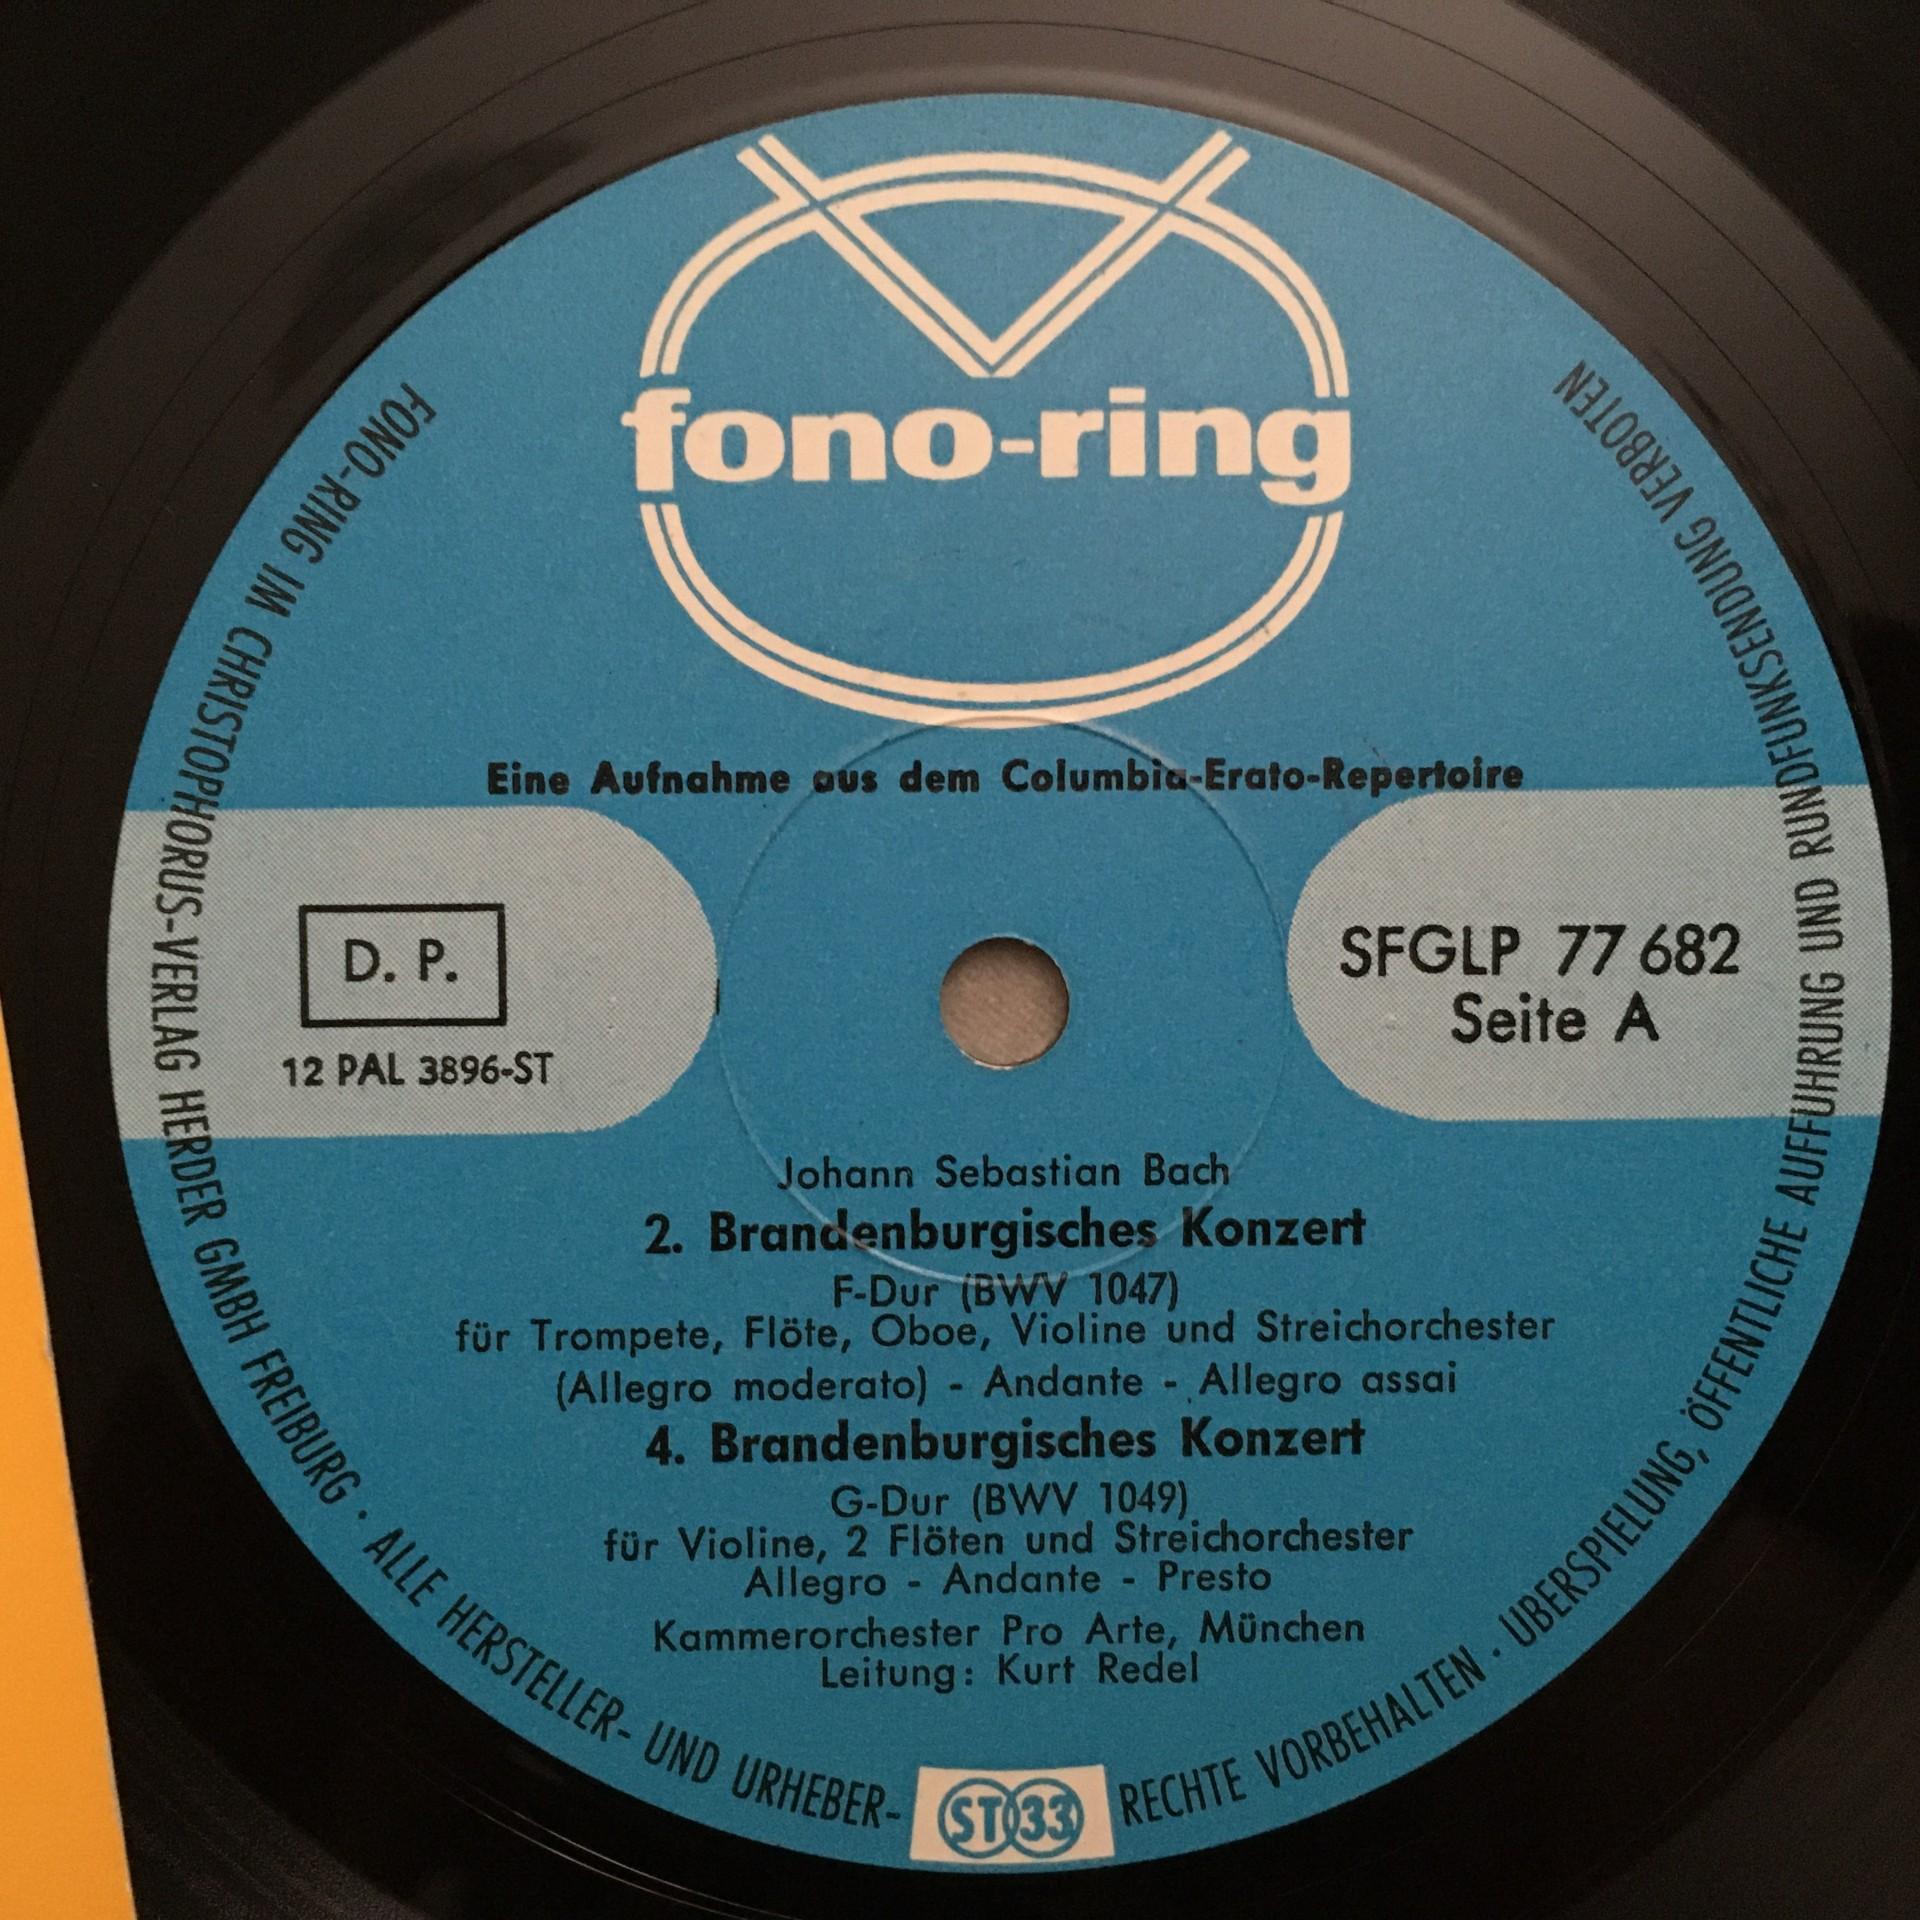 fono-ring
Eine Aufnahme aus dem Columbia-Erato-Repertoire
D. P.
12 PAL 3896-ST
SFGLP 77 682
Seite A
Johann Sebastian Bach
2. Brandenburgisches Konzert
F-Dur (BWV 1047)
für Trompete, Flöte, Oboe, Violine und Streichorchester
(Allegro moderato) - Andante - Allegro assai
4. Brandenburgisches Konzert
G-Dur (BWV 1049)
für Violine, 2 Flöten und Streichorchester
Allegro - Andante - Presto
Kammerorchester Pro Arte, München
Leitung: Kurt Redel
ST 33
FONO-RING IM CHRISTOPHORUS-VERLAG HERDER GMBH FREIBURG · ALLE HERSTELLER- UND URHEBER-RECHTE VORBEHALTEN · ÜBERSPIELUNG, ÖFFENTLICHE AUFFÜHRUNG UND RUNDFUNKSENDUNG VERBOTEN